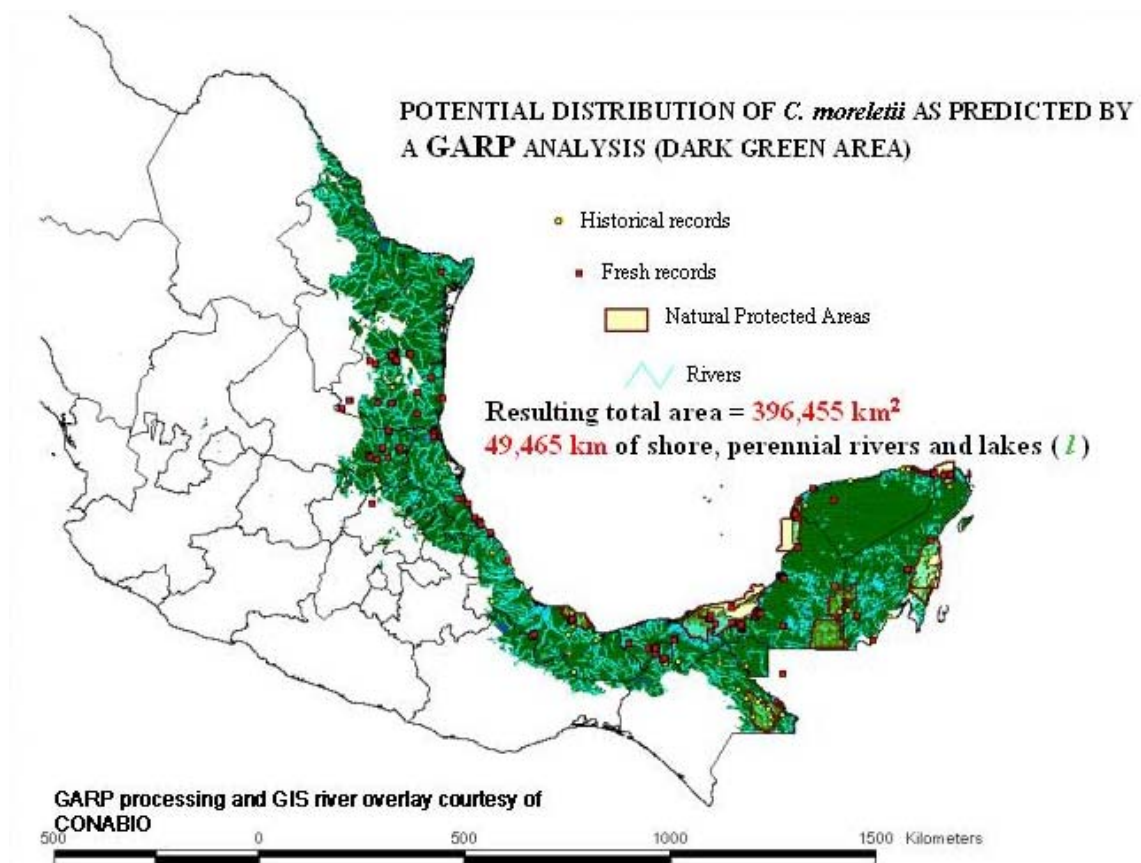 POTENTIAL DISTRIBUTION OF C. moreletii AS PREDICTED BY
A GARP ANALYSIS (DARK GREEN AREA)
Historical records
Fresh records
Natural Protected Areas
Rivers
Resulting total area = 396,455 km²
49,465 km of shore, perennial rivers and lakes ( l )
GARP processing and GIS river overlay courtesy of
CONABIO
500 0 500 1000 1500 Kilometers